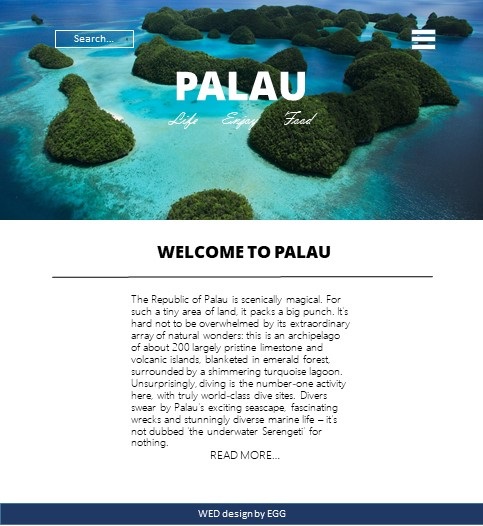 Search...
PALAU
Life Enjoy Food
WELCOME TO PALAU
The Republic of Palau is scenically magical. For
such a tiny area of land, it packs a big punch. It's
hard not to be overwhelmed by its extraordinary
array of natural wonders: this is an archipelago
of about 200 largely pristine limestone and
volcanic islands, blanketed in emerald forest,
surrounded by a shimmering turquoise lagoon.
Unsurprisingly, diving is the number-one activity
here, with truly world-class dive sites. Divers
swear by Palau's exciting seascape, fascinating
wrecks and stunningly diverse marine life – it's
not dubbed 'the underwater Serengeti' for
nothing.
READ MORE...
WED design by EGG